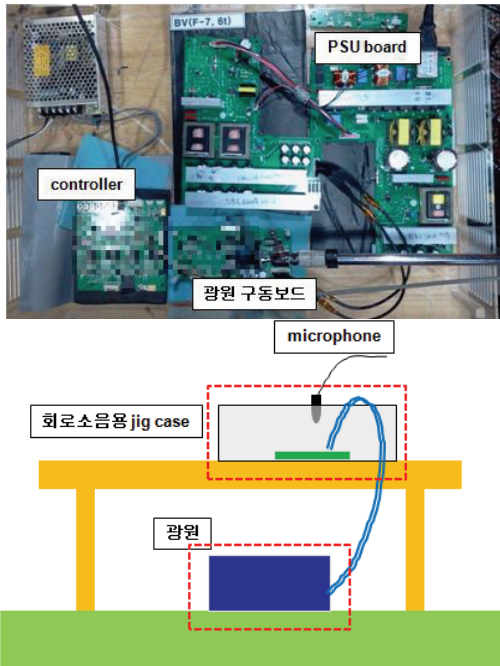 BV(F-7, 6t)
PSU board
controller
광원 구동보드
microphone
회로소음용 jig case
광원